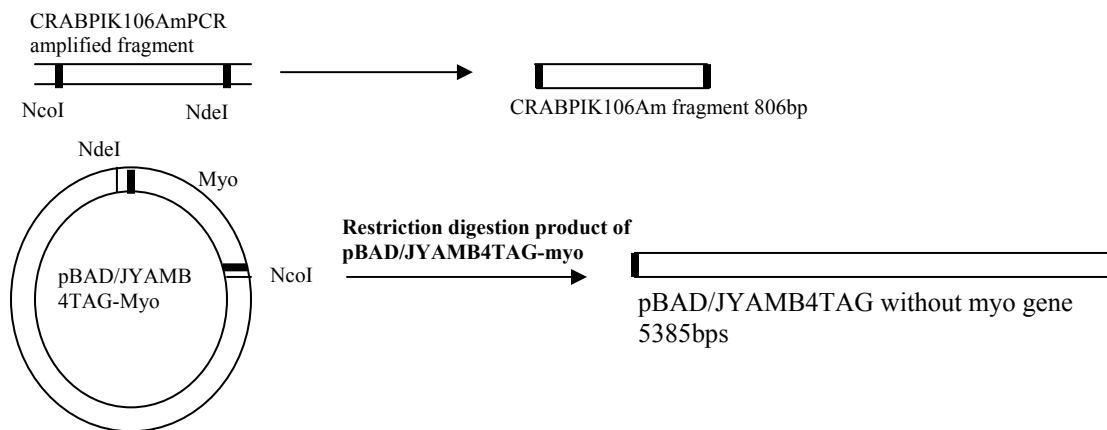 CRABPIK106AmPCR
amplified fragment
NcoI
NdeI
CRABPIK106Am fragment 806bp
NdeI
Myo
pBAD/JYAMB
4TAG-Myo
NcoI
Restriction digestion product of
pBAD/JYAMB4TAG-myo
pBAD/JYAMB4TAG without myo gene
5385bps